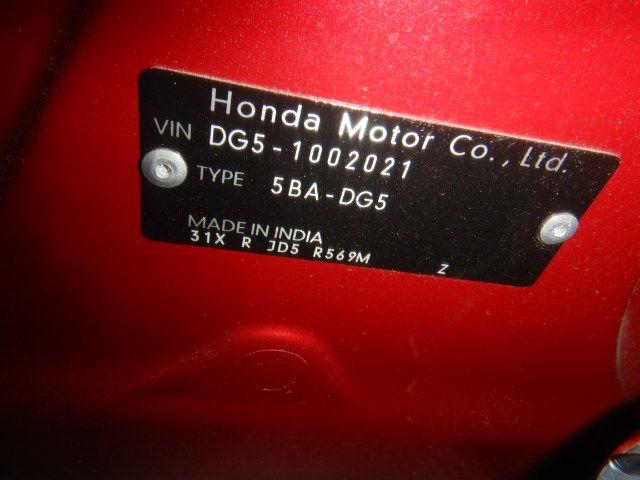 Honda Motor Co., Ltd.
VIN DG5-1002021
TYPE 5BA-DG5
MADE IN INDIA
31X R JD5 R569M Z